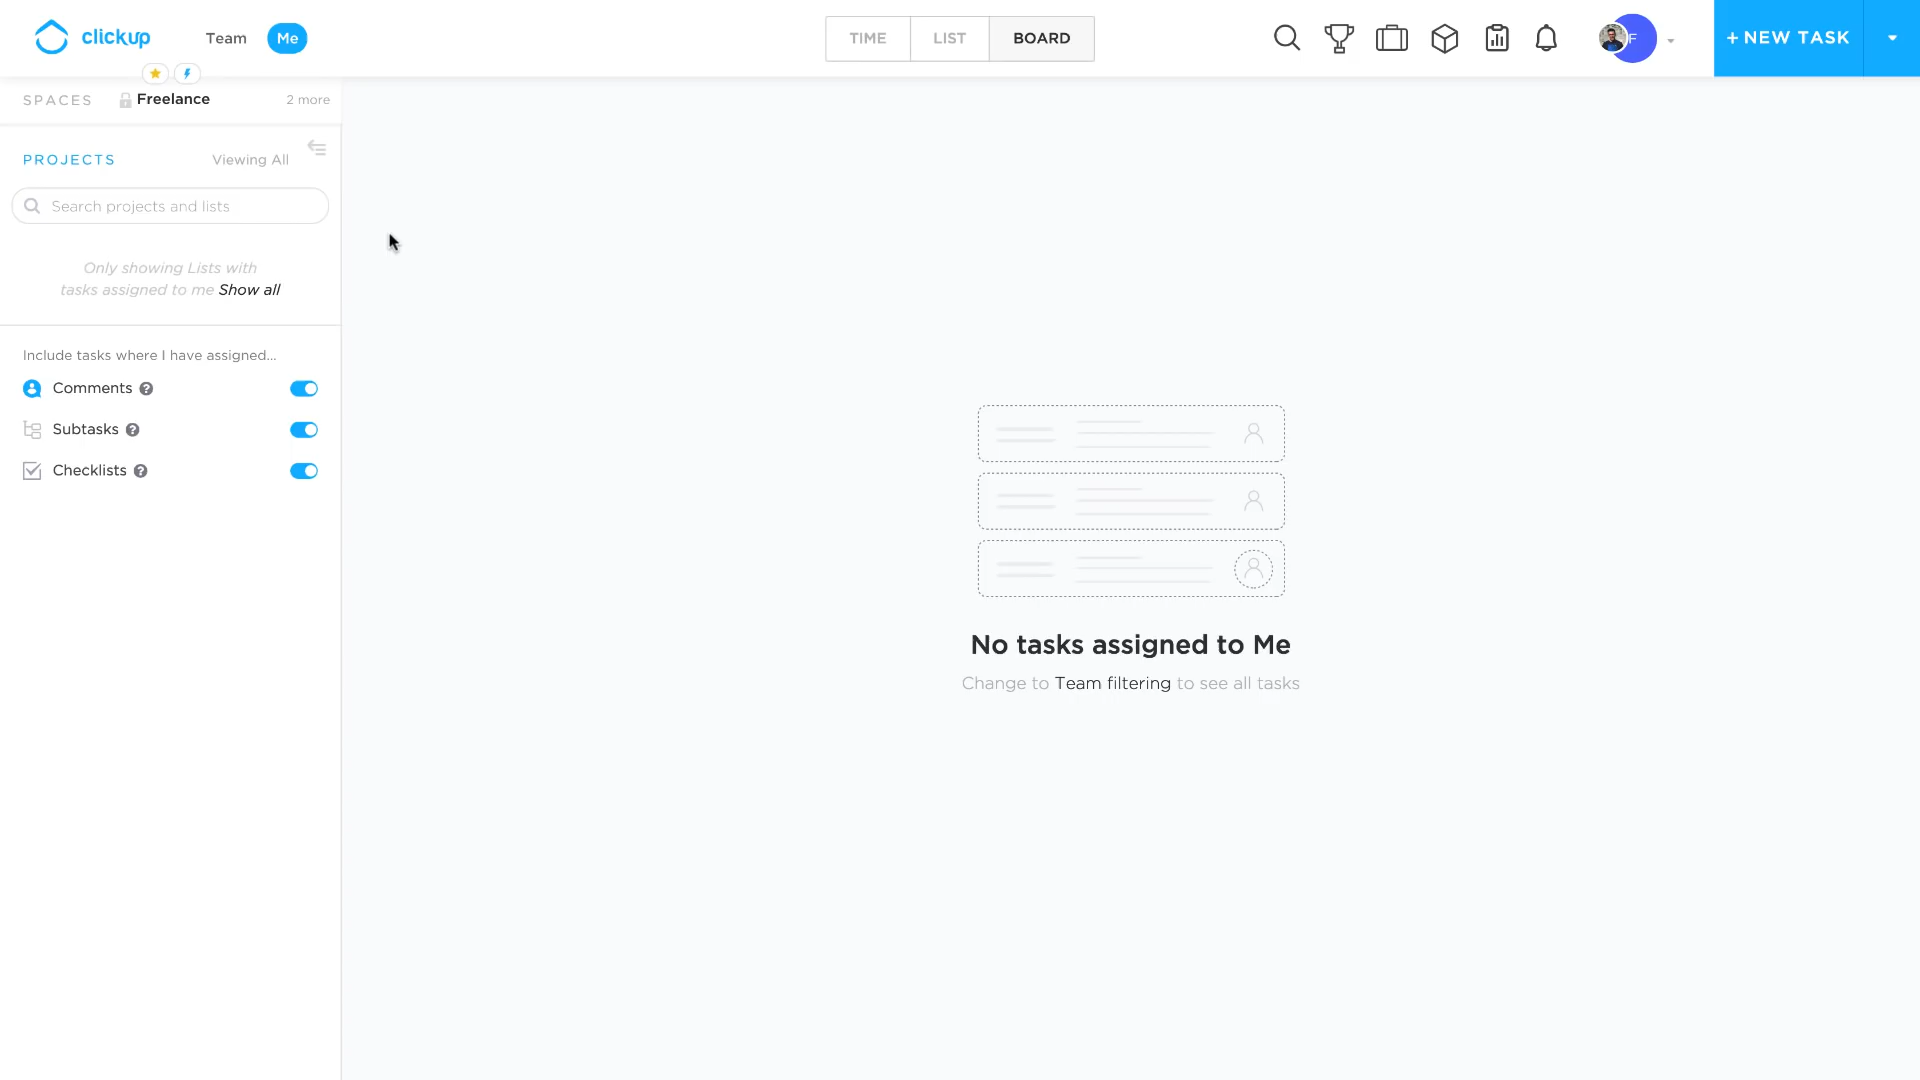 clickup
Team
Me
TIME
LIST
BOARD
F
+ NEW TASK
SPACES
Freelance
2 more
PROJECTS
Viewing All
Search projects and lists
Only showing Lists with
tasks assigned to me Show all
Include tasks where I have assigned...
Comments ?
Subtasks ?
Checklists ?
No tasks assigned to Me
Change to Team filtering to see all tasks